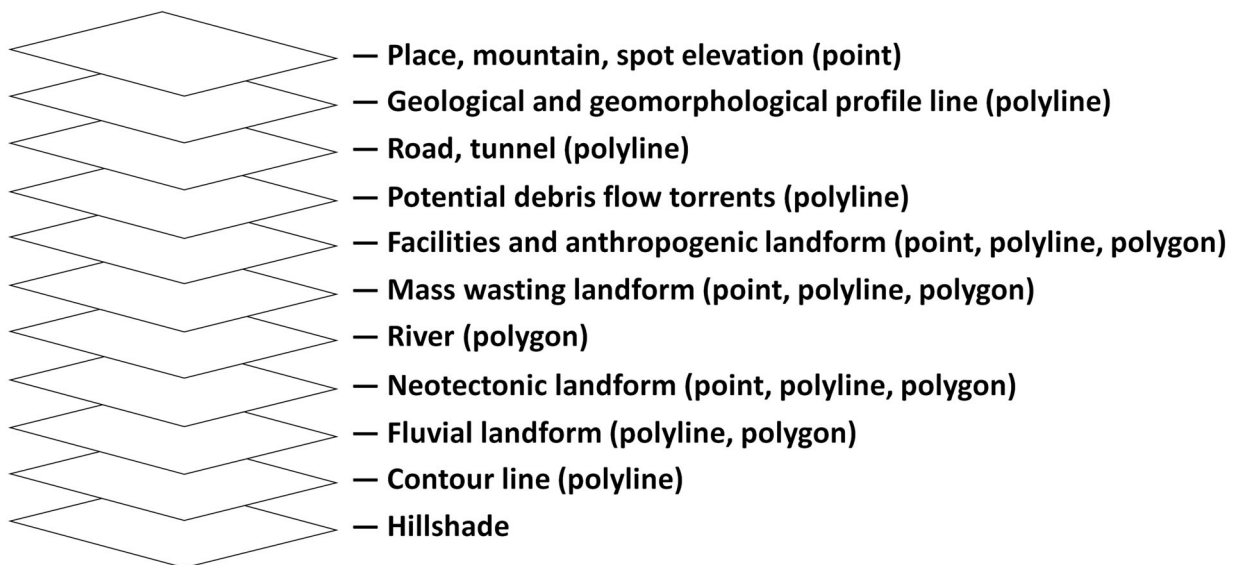 — Place, mountain, spot elevation (point)
— Geological and geomorphological profile line (polyline)
— Road, tunnel (polyline)
— Potential debris flow torrents (polyline)
— Facilities and anthropogenic landform (point, polyline, polygon)
— Mass wasting landform (point, polyline, polygon)
— River (polygon)
— Neotectonic landform (point, polyline, polygon)
— Fluvial landform (polyline, polygon)
— Contour line (polyline)
— Hillshade